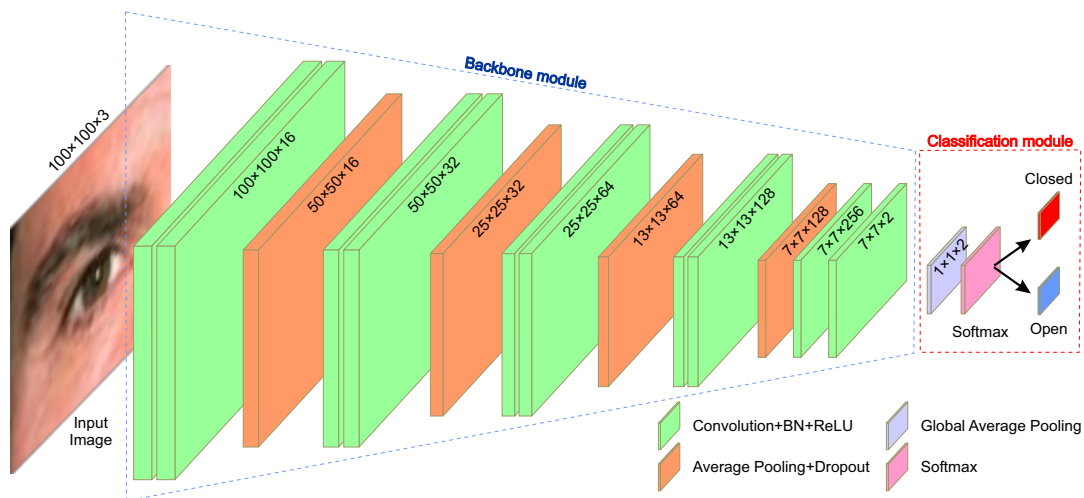 Backbone module
Classification module
100×100×3
100×100×16
50×50×16
50×50×32
25×25×32
25×25×64
13×13×64
13×13×128
7×7×128
7×7×256
7×7×2
1×1×2
Closed
Softmax
Open
Input
Image
Convolution+BN+ReLU
Global Average Pooling
Average Pooling+Dropout
Softmax